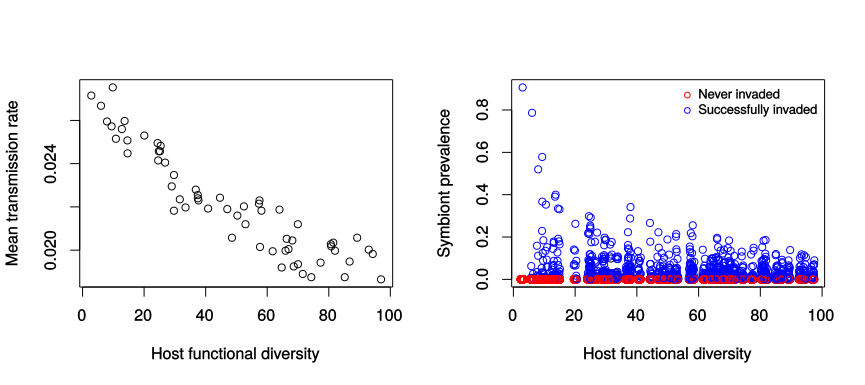 Mean transmission rate
0.024
0.020
0 20 40 60 80 100
Host functional diversity
Symbiont prevalence
0.8
0.6
0.4
0.2
0.0
Never invaded
Successfully invaded
0 20 40 60 80 100
Host functional diversity